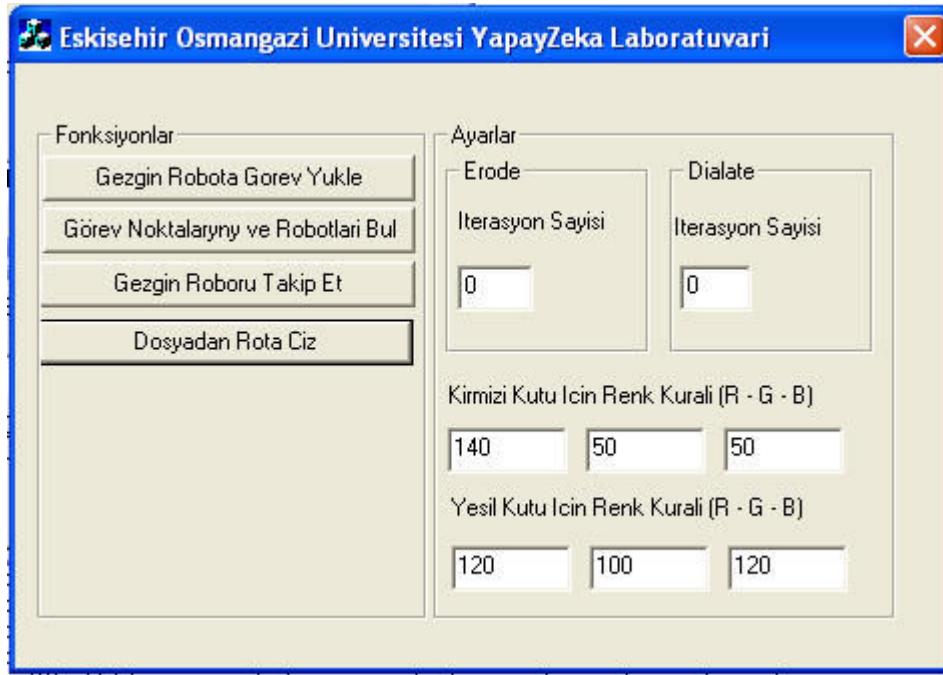 Eskisehir Osmangazi Universitesi YapayZeka Laboratuvari
Fonksiyonlar
Gezgin Robota Gorev Yukle
Görev Noktalaryny ve Robotlari Bul
Gezgin Roboru Takip Et
Dosyadan Rota Ciz
Ayarlar
Erode
Iterasyon Sayisi
0
Dialate
Iterasyon Sayisi
0
Kirmizi Kutu Icin Renk Kurali (R - G - B)
140 50 50
Yesil Kutu Icin Renk Kurali (R - G - B)
120 100 120